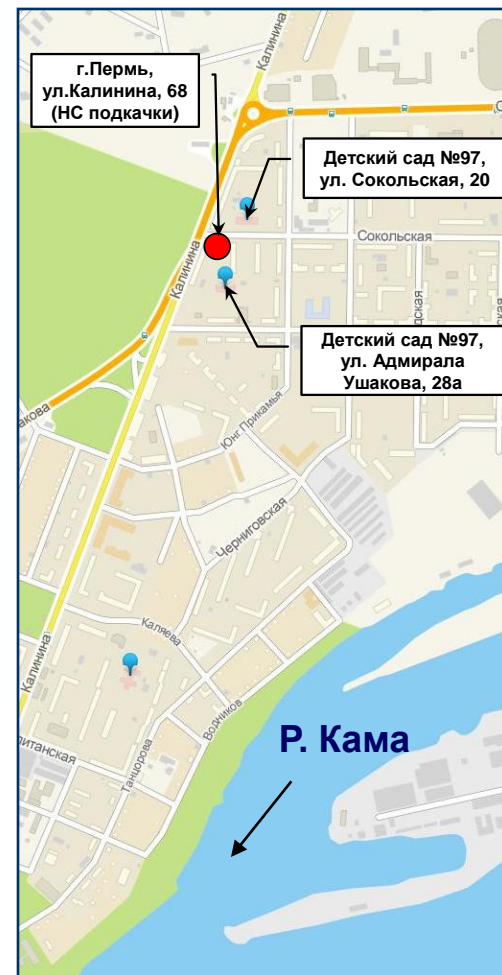 Калинина
г.Пермь,
ул.Калинина, 68
(НС подкачки)
Детский сад №97,
ул. Сокольская, 20
Сокольская
Калинина
Детский сад №97,
ул. Адмирала
Ушакова, 28а
Юнг Прикамья
Черниговская
Каляева
Калинина
Водников
Танцорова
Р. Кама